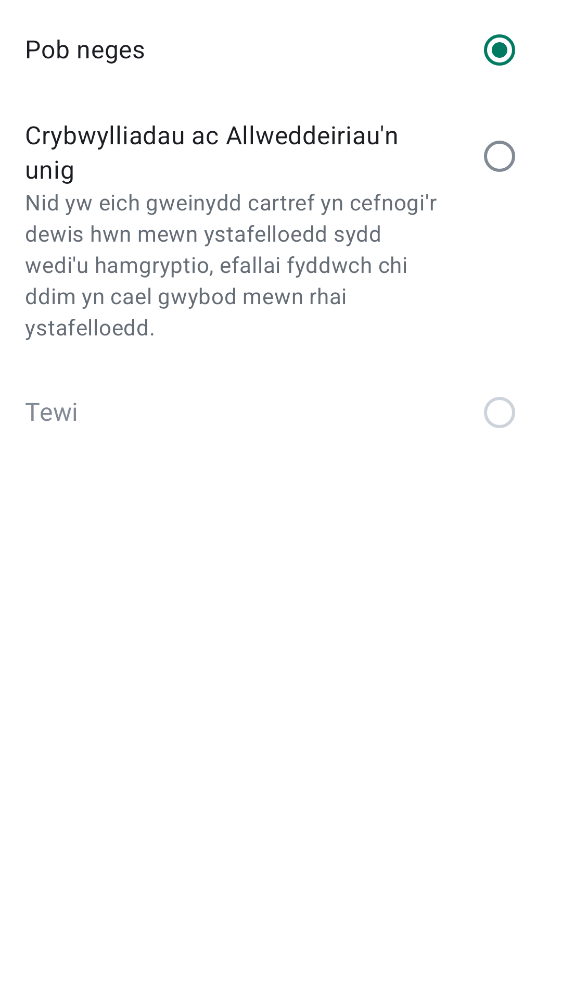 Pob neges
Crybwylliadau ac Allweddeiriau'n
unig
Nid yw eich gweinydd cartref yn cefnogi'r
dewis hwn mewn ystafelloedd sydd
wedi'u hamgryptio, efallai fyddwch chi
ddim yn cael gwybod mewn rhai
ystafelloedd.
Tewi